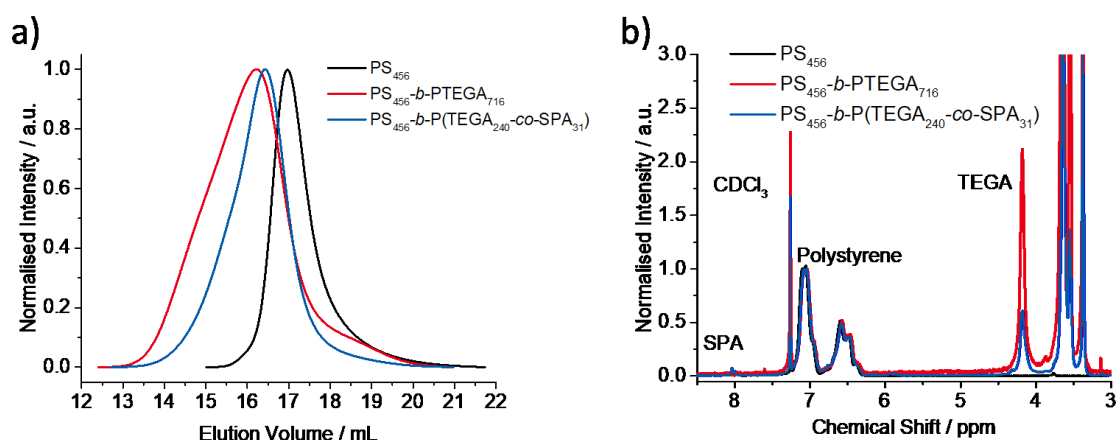 a)
Normalised Intensity / a.u.
1.0
0.8
0.6
0.4
0.2
0.0
12 13 14 15 16 17 18 19 20 21 22
Elution Volume / mL
PS₄₅₆
PS₄₅₆-b-PTEGA₇₁₆
PS₄₅₆-b-P(TEGA₂₄₀-co-SPA₃₁)
b)
Normalised Intensity / a.u.
3.0
2.5
2.0
1.5
1.0
0.5
0.0
8 7 6 5 4 3
Chemical Shift / ppm
PS₄₅₆
PS₄₅₆-b-PTEGA₇₁₆
PS₄₅₆-b-P(TEGA₂₄₀-co-SPA₃₁)
CDCl₃
TEGA
Polystyrene
SPA